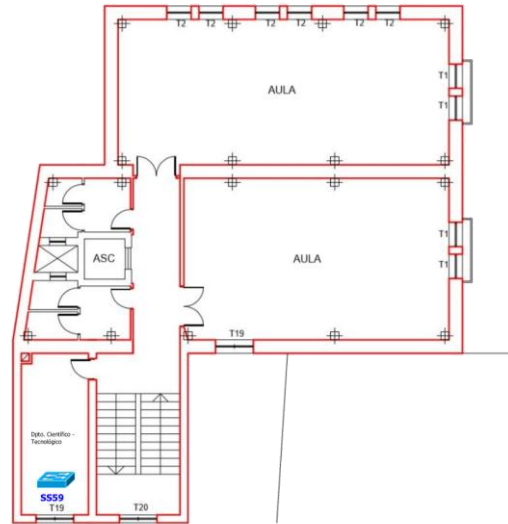 T2 T2 T2 T2 T2 T2
T1
AULA
T1
T1
ASC
AULA
T1
T19
Dpto. Científico -
Tecnológico
SS59
T19 T20